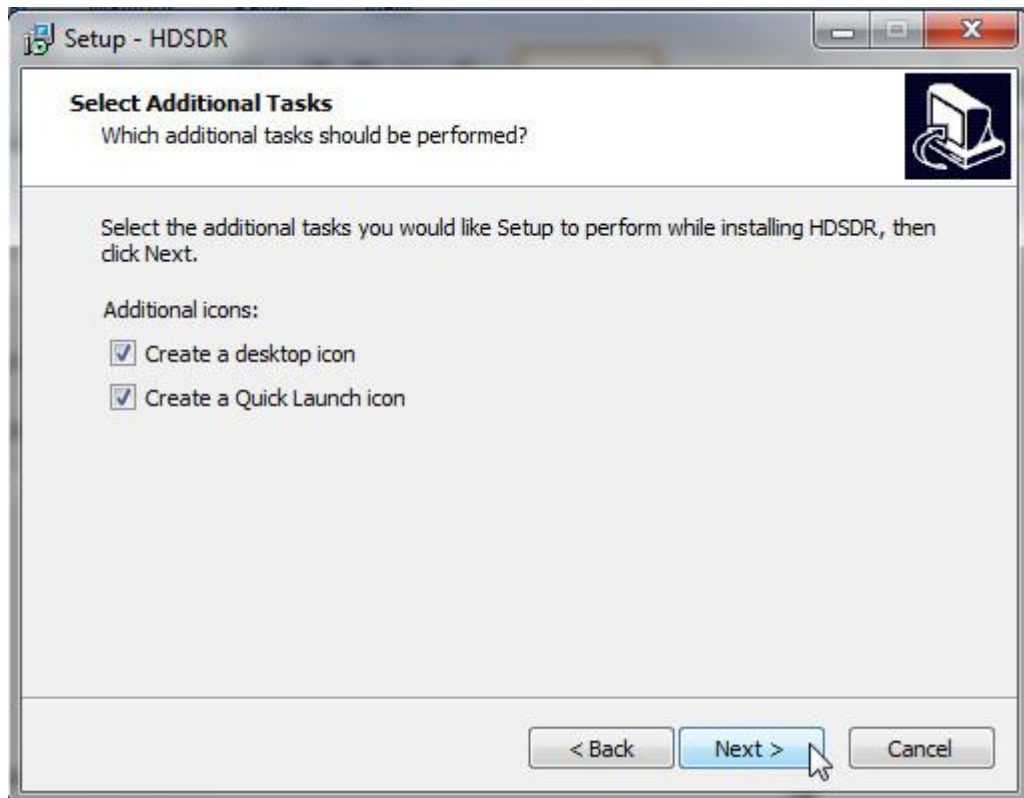 Setup - HDSDR
Select Additional Tasks
Which additional tasks should be performed?
Select the additional tasks you would like Setup to perform while installing HDSDR, then
click Next.
Additional icons:
Create a desktop icon
Create a Quick Launch icon
< Back
Next >
Cancel